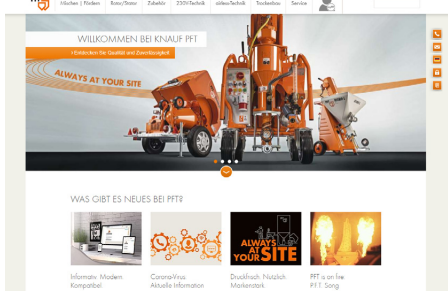 Mischen | Fördern Rotor/Stator Zubehör 230V-Technik Trockenbau Service
WILLKOMMEN BEI KNAUF PFT
Entdecken Sie Qualität und Zuverlässigkeit
ALWAYS AT YOUR SITE
WAS GIBT ES NEUES BEI PFT?
ALWAYS
AT
YOUR SITE
Informativ. Modern.
Kompatibel
Corona-Virus
Aktuelle Information
Druckfrisch. Nützlich.
Markenstark.
PFT is on fire.
Song